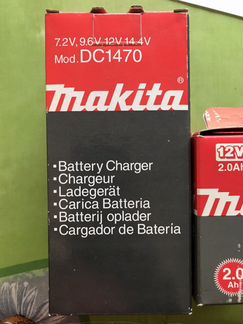 7.2V, 9.6V, 12V, 14.4V
Mod. DC1470
makita®
• Battery Charger
• Chargeur
• Ladegerät
• Carica Batteria
• Batterij oplader
• Cargador de Bateria
12V
2.0Ah
2.0
Ah